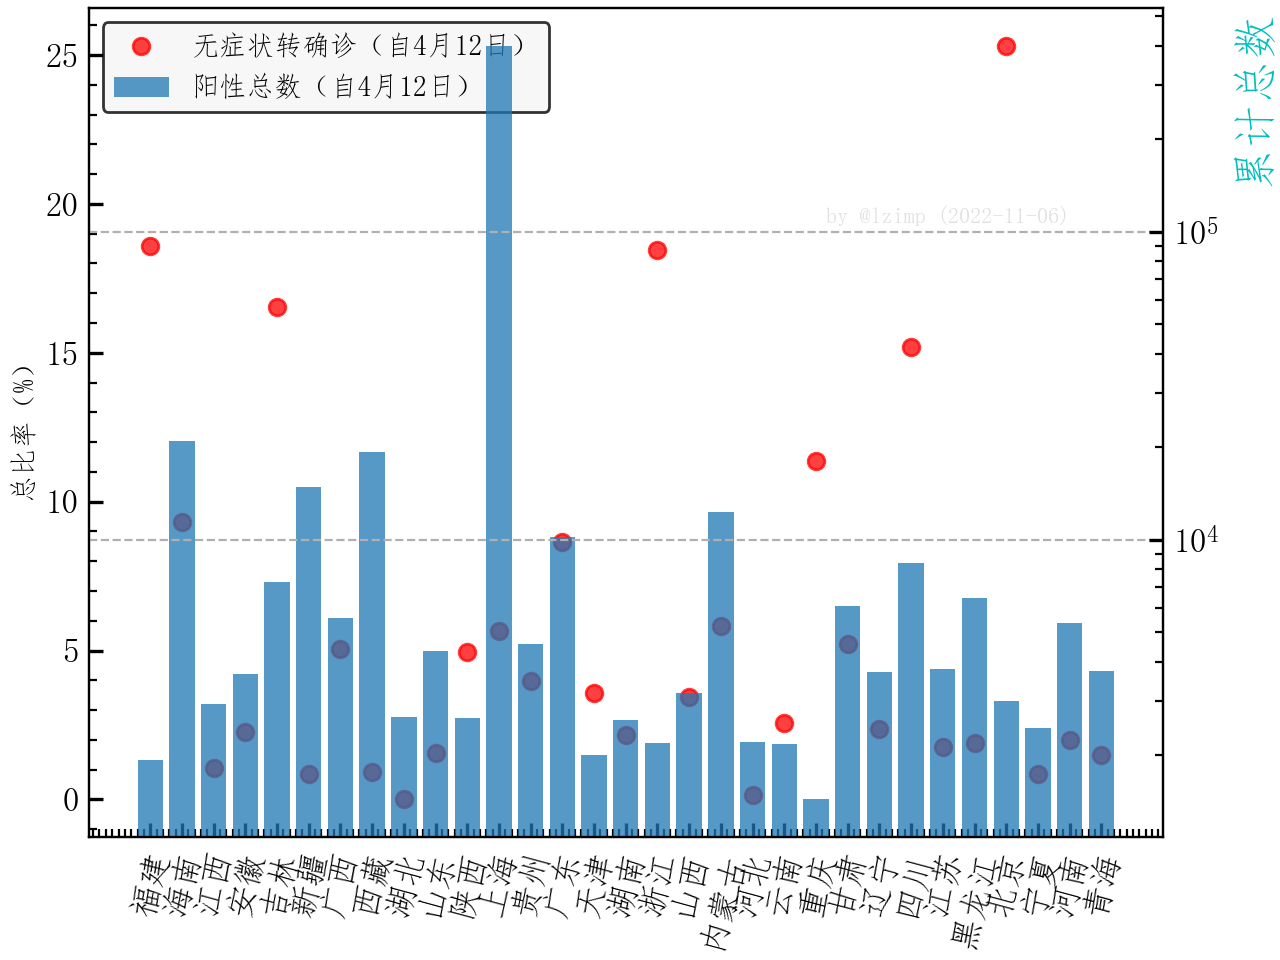 无症状转确诊（自4月12日）
阳性总数（自4月12日）
总比率 (%)
25
20
15
10
5
0
累计总数
10^5
10^4
by @lzimp (2022-11-06)
福建
海南
江西
安徽
吉林
新疆
广西
西藏
湖北
山东
陕西
上海
贵州
广东
天津
湖南
浙江
山西
内蒙古
河北
云南
重庆
甘肃
辽宁
四川
江苏
黑龙江
北京
宁夏
河南
青海